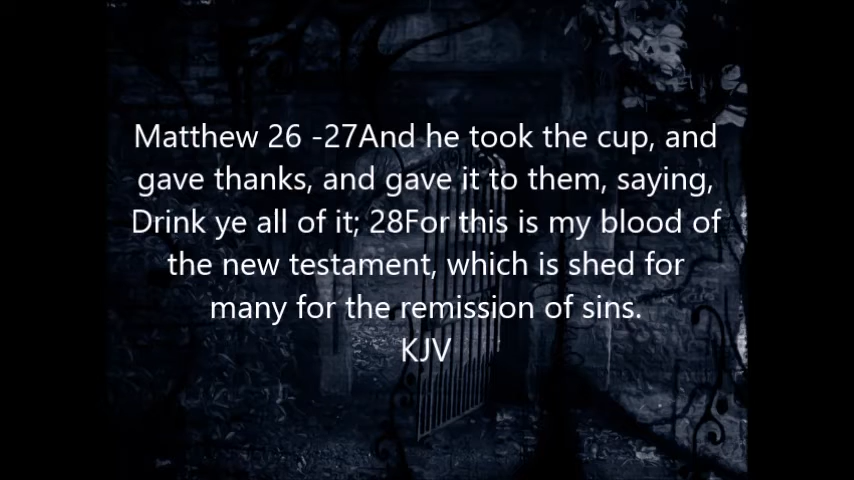 Matthew 26 -27And he took the cup, and
gave thanks, and gave it to them, saying,
Drink ye all of it; 28For this is my blood of
the new testament, which is shed for
many for the remission of sins.
KJV